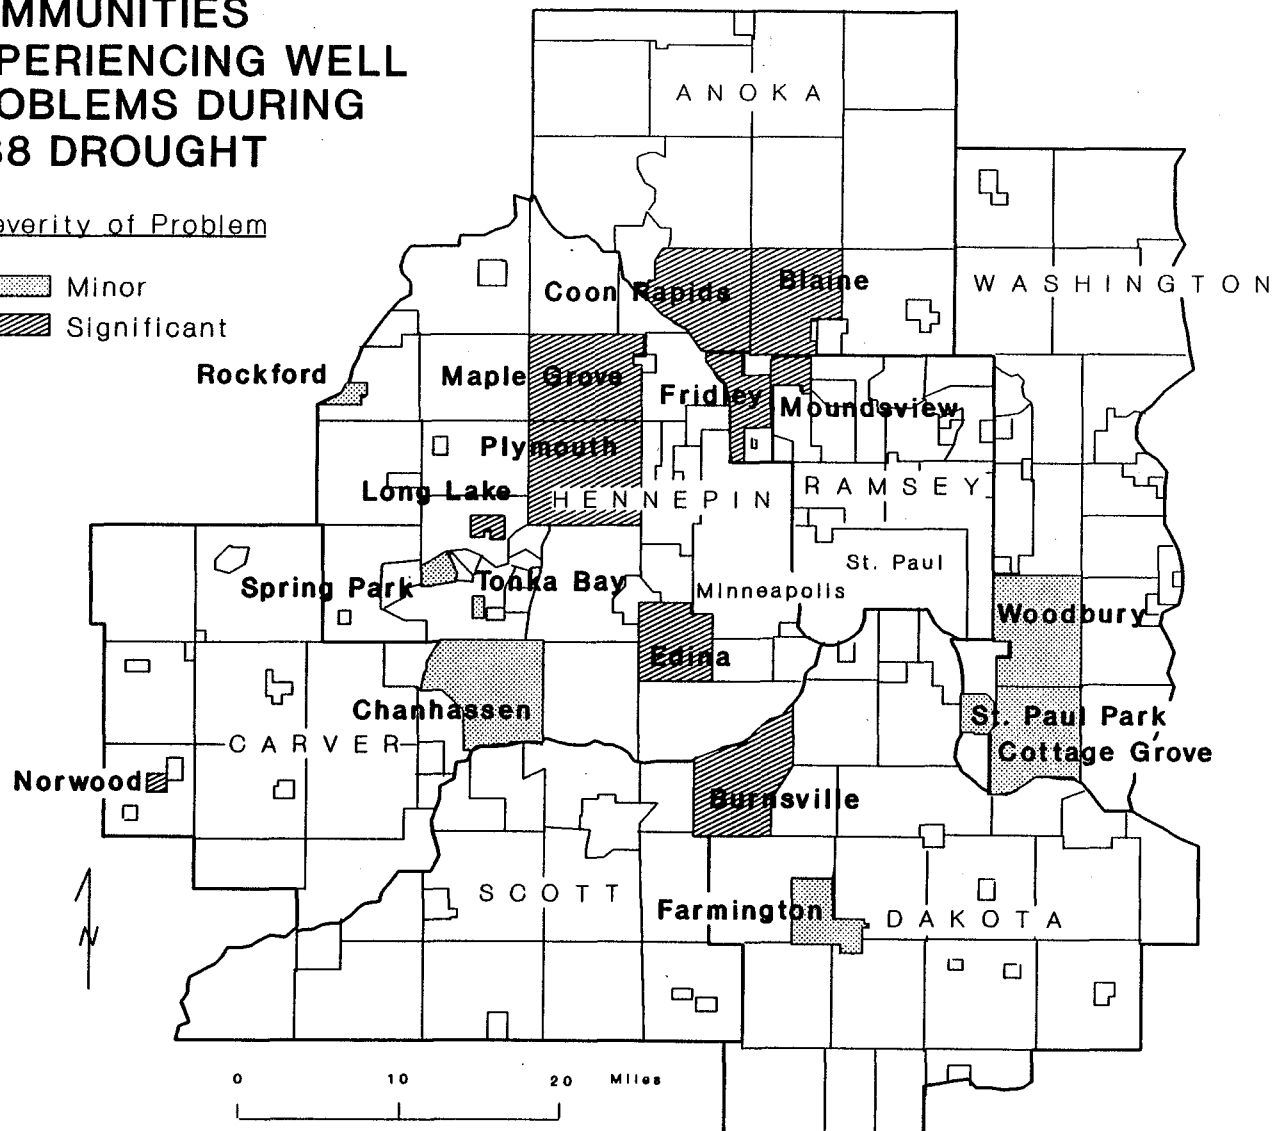 MMUNITIES
PERIENCING WELL
OBLEMS DURING
8 DROUGHT
everity of Problem
Minor
Significant
ANOKA
WASHINGTON
Coon Rapids
Blaine
Rockford
Maple Grove
Fridley
Moundsview
Plymouth
Long Lake
HENNEPIN
RAMSEY
St. Paul
Spring Park
Tonka Bay
Minneapolis
Woodbury
Edina
Chanhassen
St. Paul Park
CARVER
Cottage Grove
Norwood
Burnsville
SCOTT
Farmington
DAKOTA
N
0 10 20 Miles